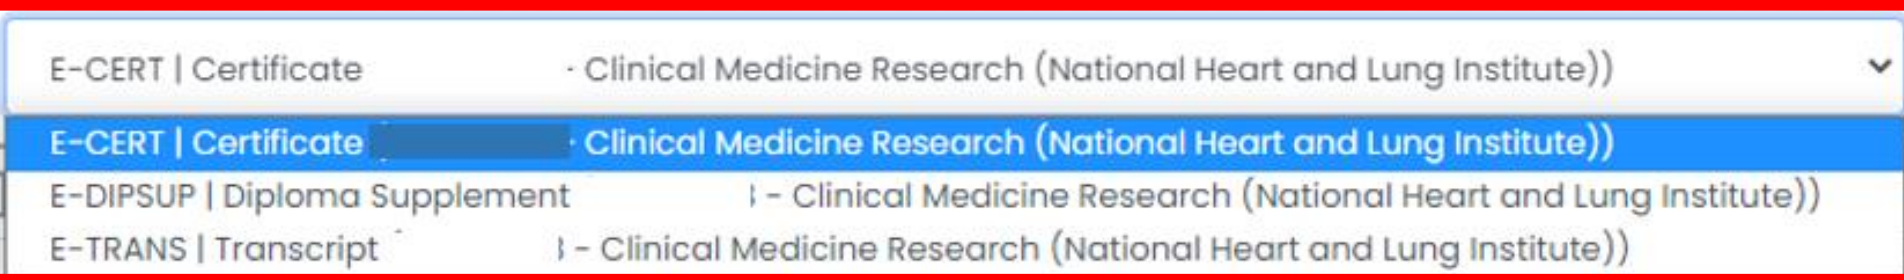 E-CERT | Certificate - Clinical Medicine Research (National Heart and Lung Institute))
E-CERT | Certificate - Clinical Medicine Research (National Heart and Lung Institute))
E-DIPSUP | Diploma Supplement - Clinical Medicine Research (National Heart and Lung Institute))
E-TRANS | Transcript - Clinical Medicine Research (National Heart and Lung Institute))